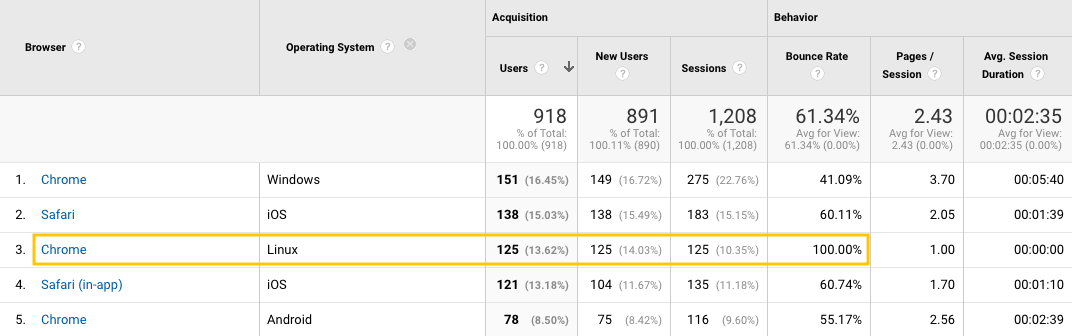 Acquisition Behavior
Browser ? Operating System ? Users ? New Users ? Sessions ? Bounce Rate ? Pages / Session ? Avg. Session Duration ?
918 891 1,208 61.34% 2.43 00:02:35
% of Total: % of Total: % of Total: Avg for View: Avg for View: Avg for View:
100.00% (918) 100.11% (890) 100.00% (1,208) 61.34% (0.00%) 2.43 (0.00%) 00:02:35 (0.00%)
1. Chrome Windows 151 (16.45%) 149 (16.72%) 275 (22.76%) 41.09% 3.70 00:05:40
2. Safari iOS 138 (15.03%) 138 (15.49%) 183 (15.15%) 60.11% 2.05 00:01:39
3. Chrome Linux 125 (13.62%) 125 (14.03%) 125 (10.35%) 100.00% 1.00 00:00:00
4. Safari (in-app) iOS 121 (13.18%) 104 (11.67%) 135 (11.18%) 60.74% 1.70 00:01:10
5. Chrome Android 78 (8.50%) 75 (8.42%) 116 (9.60%) 55.17% 2.56 00:02:39